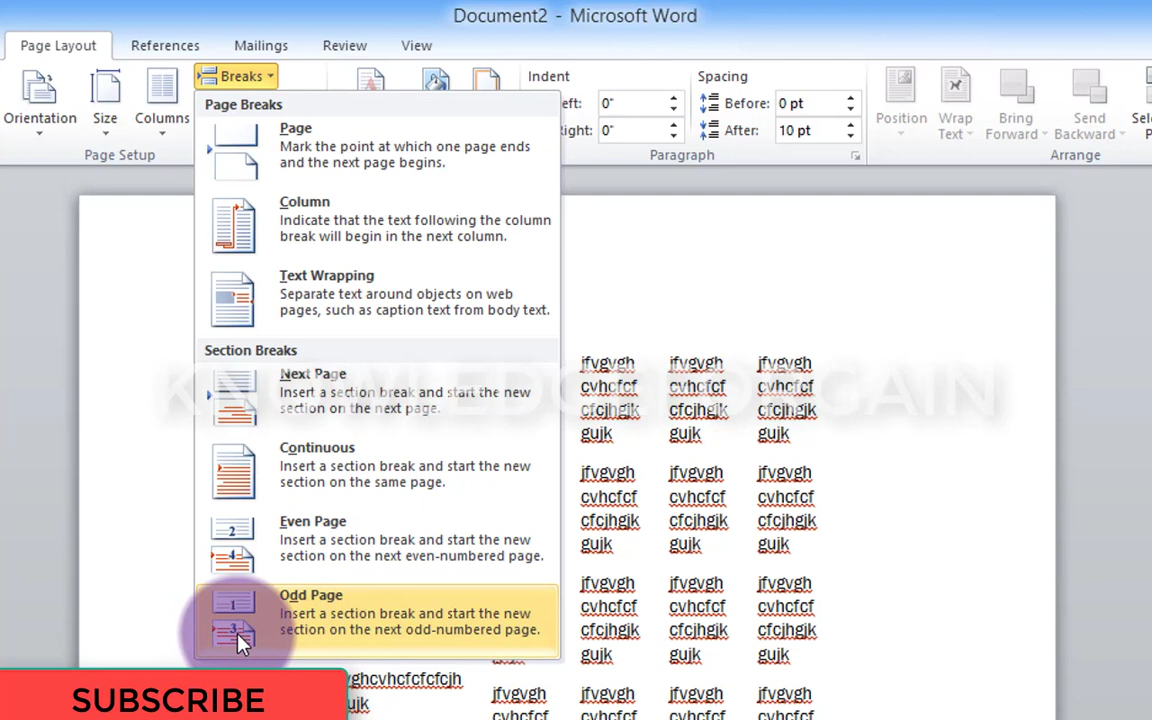 Document2 - Microsoft Word
Page Layout References Mailings Review View
Breaks
Indent Spacing
Left: 0" Before: 0 pt
Right: 0" After: 10 pt
Orientation Size Columns
Position Wrap Text Bring Forward Send Backward
Page Setup Paragraph Arrange
Page Breaks
Page
Mark the point at which one page ends
and the next page begins.
Column
Indicate that the text following the column
break will begin in the next column.
Text Wrapping
Separate text around objects on web
pages, such as caption text from body text.
Section Breaks
Next Page
Insert a section break and start the new
section on the next page.
Continuous
Insert a section break and start the new
section on the same page.
Even Page
Insert a section break and start the new
section on the next even-numbered page.
Odd Page
Insert a section break and start the new
section on the next odd-numbered page.
KNOWLEDGE FOR GAIN
jfvgvgh jfvgvgh jfvgvgh
cvhcfcf cvhcfcf cvhcfcf
cfcjhgjk cfcjhgjk cfcjhgjk
gujk gujk gujk
jfvgvgh jfvgvgh jfvgvgh
cvhcfcf cvhcfcf cvhcfcf
cfcjhgjk cfcjhgjk cfcjhgjk
gujk gujk gujk
jfvgvgh jfvgvgh jfvgvgh
cvhcfcf cvhcfcf cvhcfcf
cfcjhgjk cfcjhgjk cfcjhgjk
gujk gujk gujk
jfvgvgh jfvgvgh jfvgvgh
SUBSCRIBE